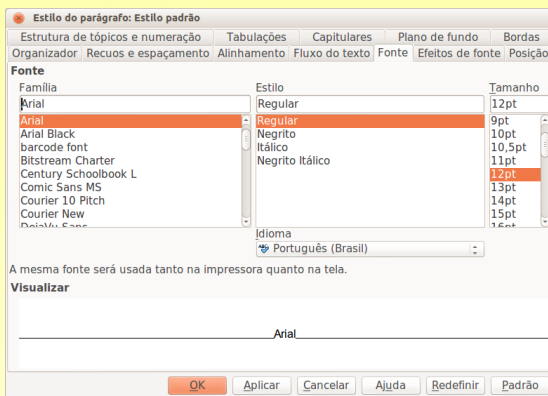 Estilo do parágrafo: Estilo padrão
Estrutura de tópicos e numeração Tabulações Capitulares Plano de fundo Bordas
Organizador Recuos e espaçamento Alinhamento Fluxo do texto Fonte Efeitos de fonte Posição
Fonte
Família Estilo Tamanho
Arial Regular 12pt
Arial Regular 9pt
Arial Black Negrito 10pt
barcode font Itálico 10,5pt
Bitstream Charter Negrito Itálico 11pt
Century Schoolbook L 12pt
Comic Sans MS 13pt
Courier 10 Pitch 14pt
Courier New 15pt
DejaVu Sans 16pt
Idioma
Português (Brasil)
A mesma fonte será usada tanto na impressora quanto na tela.
Visualizar
Arial
OK Aplicar Cancelar Ajuda Redefinir Padrão